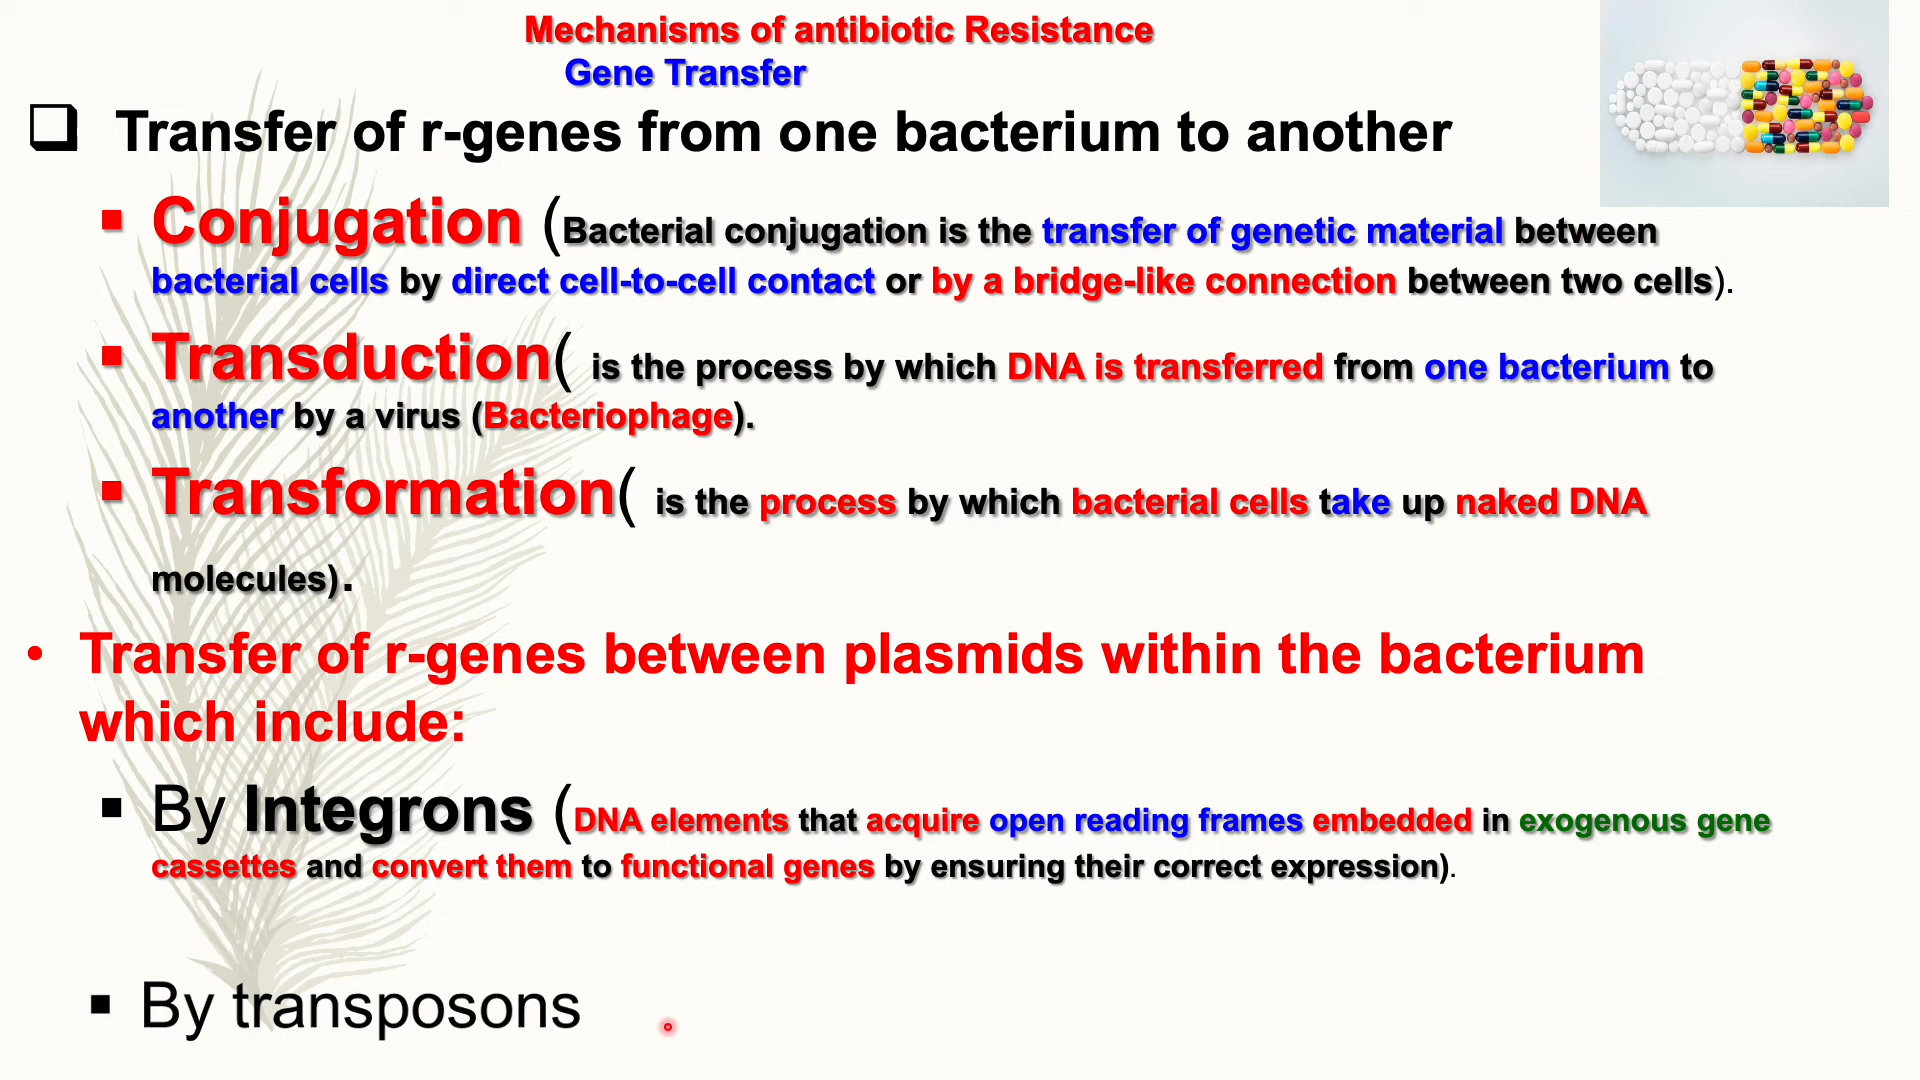 Mechanisms of antibiotic Resistance
Gene Transfer
❑ Transfer of r-genes from one bacterium to another
▪ Conjugation (Bacterial conjugation is the transfer of genetic material between
bacterial cells by direct cell-to-cell contact or by a bridge-like connection between two cells).
▪ Transduction( is the process by which DNA is transferred from one bacterium to
another by a virus (Bacteriophage).
▪ Transformation( is the process by which bacterial cells take up naked DNA
molecules).
• Transfer of r-genes between plasmids within the bacterium
which include:
▪ By Integrons (DNA elements that acquire open reading frames embedded in exogenous gene
cassettes and convert them to functional genes by ensuring their correct expression).
▪ By transposons